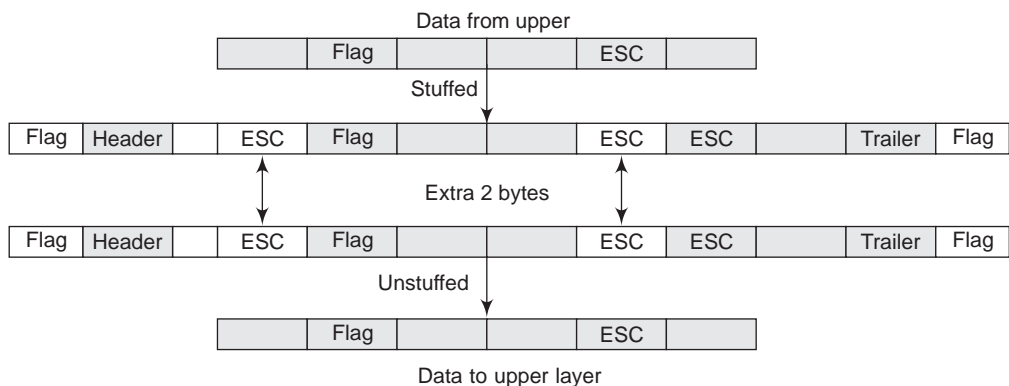 Data from upper
Flag ESC
Stuffed
Flag Header ESC Flag ESC ESC Trailer Flag
Extra 2 bytes
Flag Header ESC Flag ESC ESC Trailer Flag
Unstuffed
Flag ESC
Data to upper layer